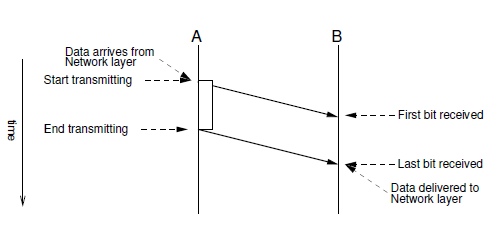 A
B
Data arrives from
Network layer
Start transmitting
First bit received
time
End transmitting
Last bit received
Data delivered to
Network layer